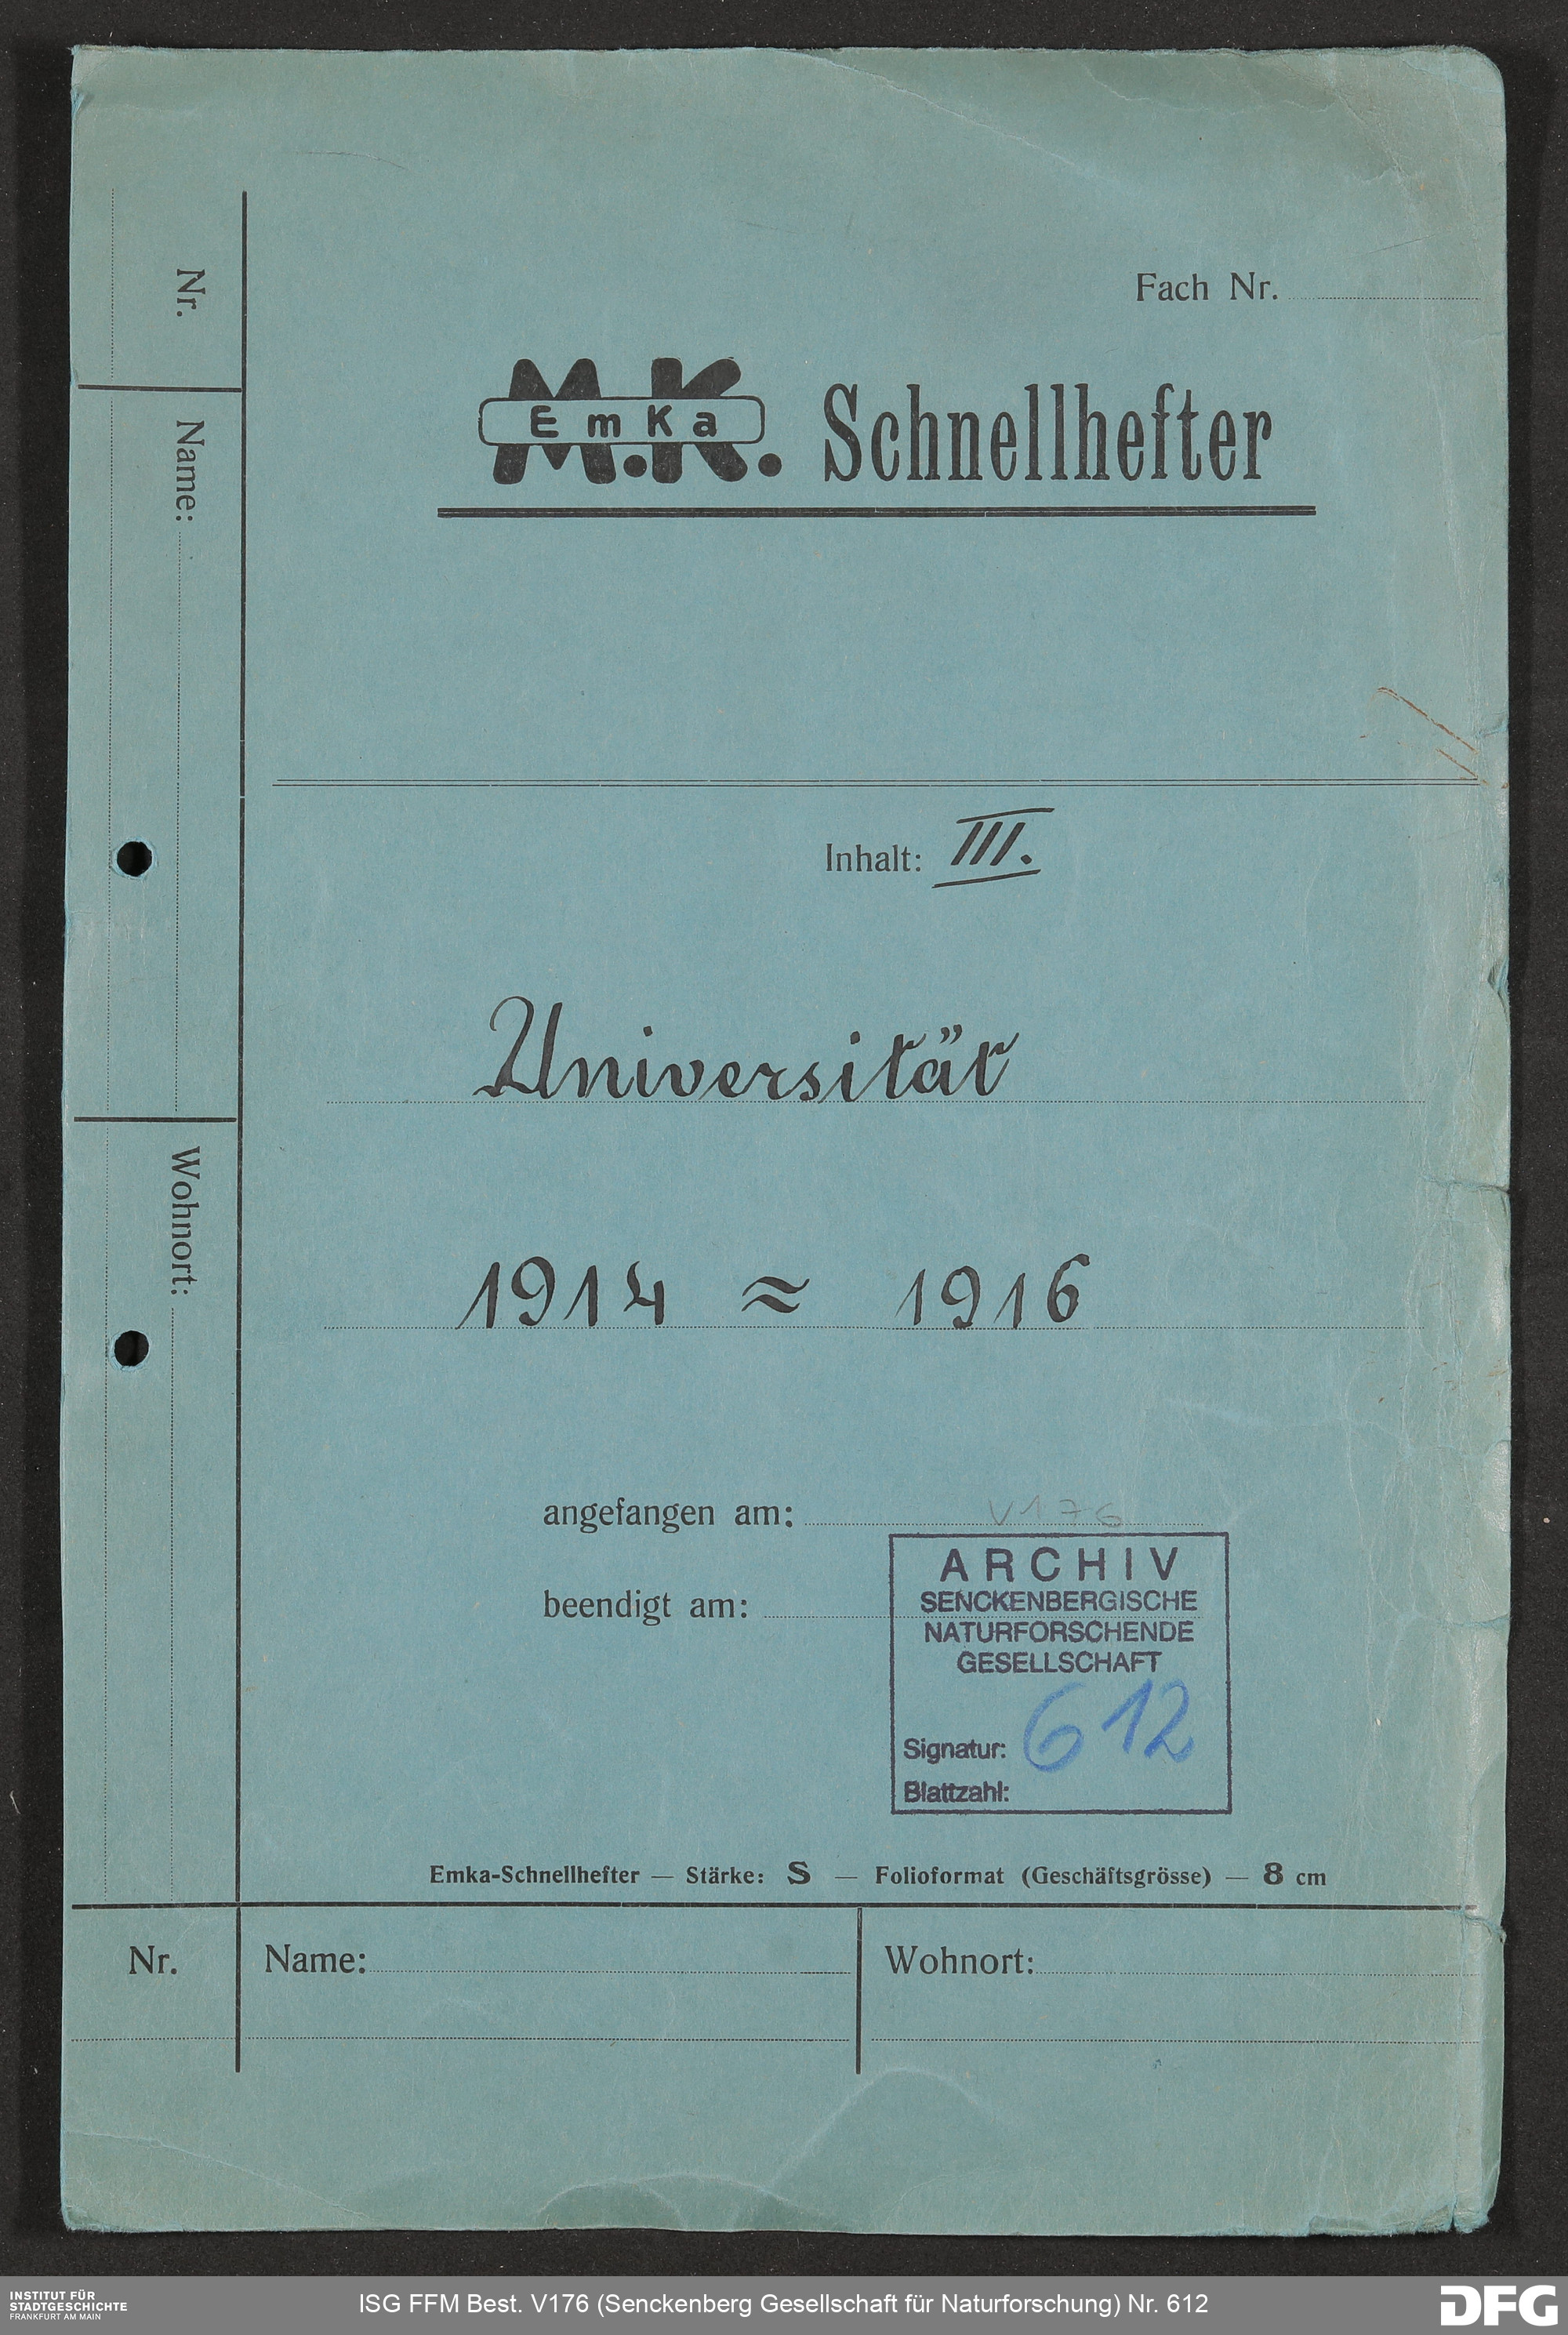 Fach Nr.
M.K. EmKa Schnellhefter
Nr.
Name:
Wohnort:
Inhalt: III.
Universität
1914 ≈ 1916
angefangen am: V176
beendigt am:
ARCHIV
SENCKENBERGISCHE
NATURFORSCHENDE
GESELLSCHAFT
Signatur: 612
Blattzahl:
Emka-Schnellhefter — Stärke: S — Folioformat (Geschäftsgrösse) — 8 cm
Nr. Name: Wohnort:
INSTITUT FÜR
STADTGESCHICHTE
FRANKFURT AM MAIN
ISG FFM Best. V176 (Senckenberg Gesellschaft für Naturforschung) Nr. 612
DFG